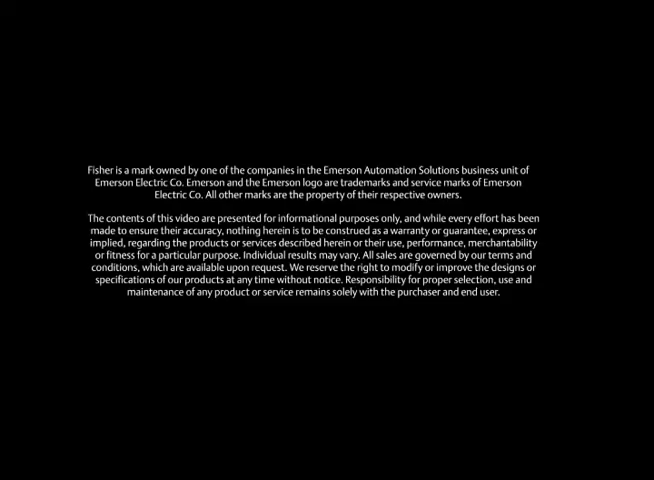 Fisher is a mark owned by one of the companies in the Emerson Automation Solutions business unit of
Emerson Electric Co. Emerson and the Emerson logo are trademarks and service marks of Emerson
Electric Co. All other marks are the property of their respective owners.
The contents of this video are presented for informational purposes only, and while every effort has been
made to ensure their accuracy, nothing herein is to be construed as a warranty or guarantee, express or
implied, regarding the products or services described herein or their use, performance, merchantability
or fitness for a particular purpose. Individual results may vary. All sales are governed by our terms and
conditions, which are available upon request. We reserve the right to modify or improve the designs or
specifications of our products at any time without notice. Responsibility for proper selection, use and
maintenance of any product or service remains solely with the purchaser and end user.